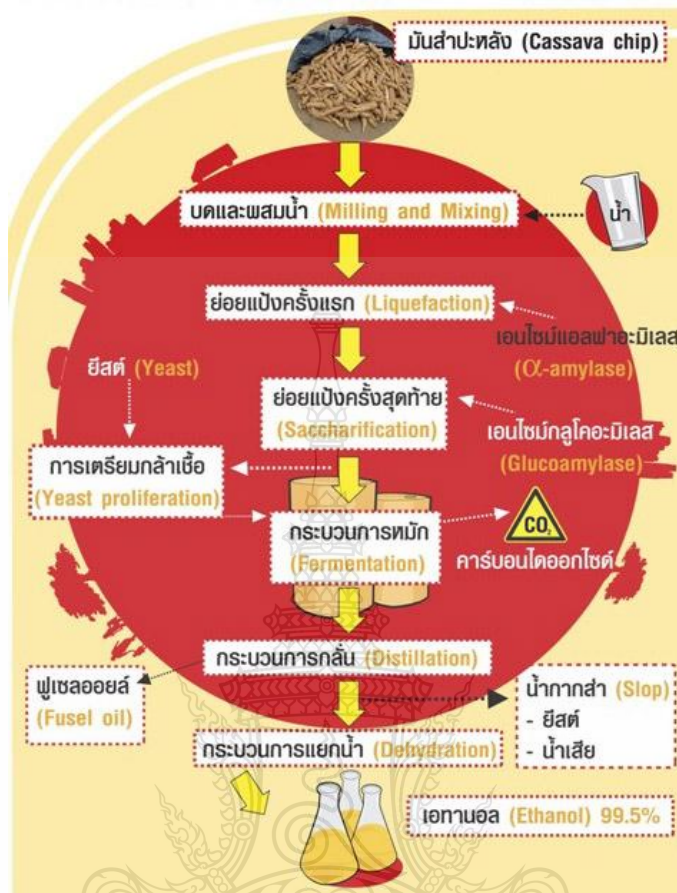 มันสำปะหลัง (Cassava chip)
บดและผสมน้ำ (Milling and Mixing)
น้ำ
ย่อยแป้งครั้งแรก (Liquefaction)
เอนไซม์แอลฟาอะมิเลส
(α-amylase)
ยีสต์ (Yeast)
ย่อยแป้งครั้งสุดท้าย
(Saccharification)
เอนไซม์กลูโคอะมิเลส
(Glucoamylase)
การเตรียมกล้าเชื้อ
(Yeast proliferation)
กระบวนการหมัก
(Fermentation)
CO₂
คาร์บอนไดออกไซด์
กระบวนการกลั่น (Distillation)
ฟูเซลออยล์
(Fusel oil)
น้ำกากส่า (Slop)
- ยีสต์
- น้ำเสีย
กระบวนการแยกน้ำ (Dehydration)
เอทานอล (Ethanol) 99.5%